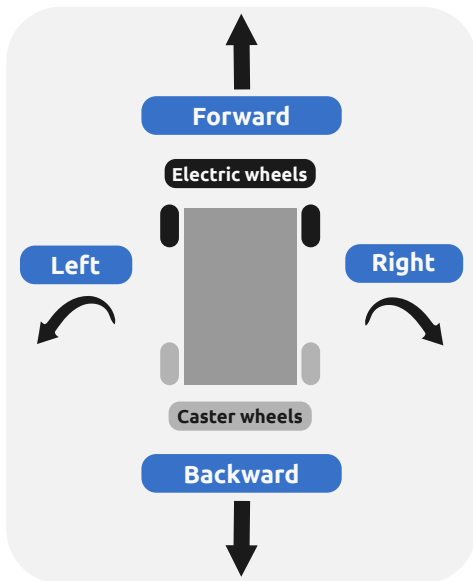 Forward
Electric wheels
Left
Right
Caster wheels
Backward